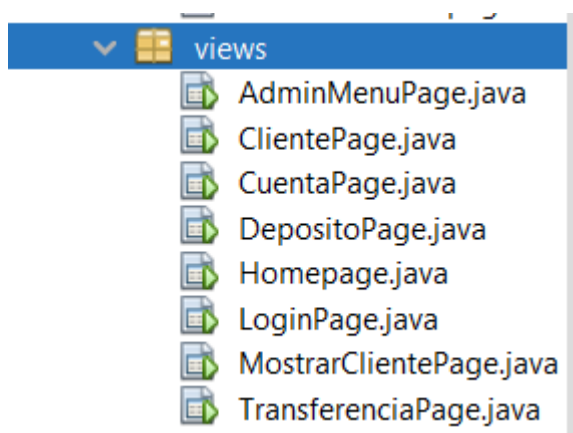 views
AdminMenuPage.java
ClientePage.java
CuentaPage.java
DepositoPage.java
Homepage.java
LoginPage.java
MostrarClientePage.java
TransferenciaPage.java